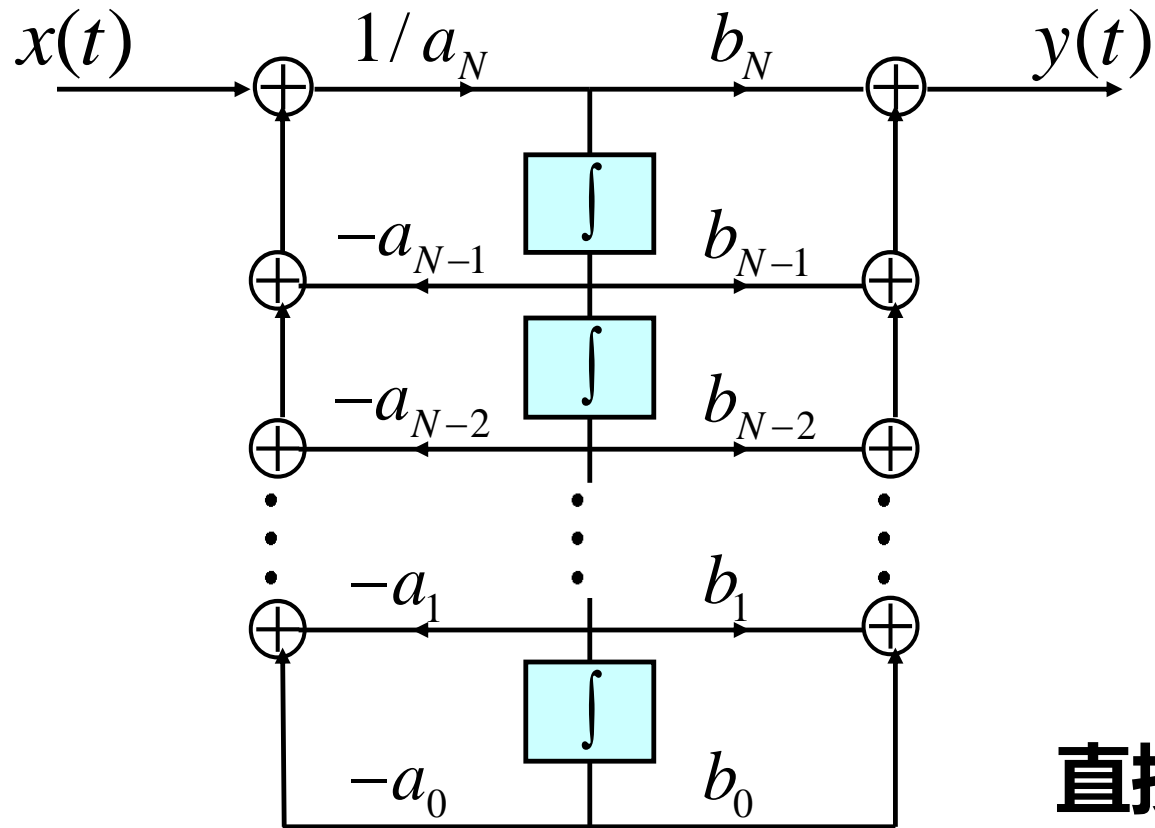 x(t) 1/a_N b_N y(t)
∫
-a_{N-1} b_{N-1}
∫
-a_{N-2} b_{N-2}
-a_1 b_1
∫
-a_0 b_0
直